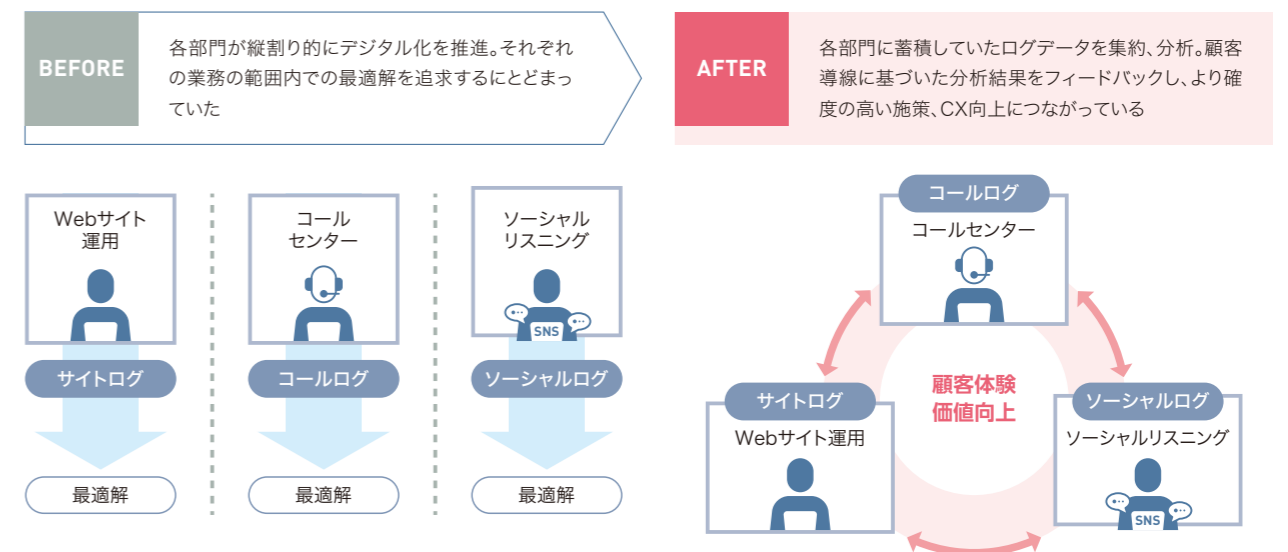 BEFORE
各部門が縦割り的にデジタル化を推進。それぞれ
の業務の範囲内での最適解を追求するにとどまっ
ていた
AFTER
各部門に蓄積していたログデータを集約、分析。顧客
導線に基づいた分析結果をフィードバックし、より確
度の高い施策、CX向上につながっている
Webサイト
運用
サイトログ
最適解
コール
センター
コールログ
最適解
ソーシャル
リスニング
SNS
ソーシャルログ
最適解
コールログ
コールセンター
顧客体験
価値向上
サイトログ
Webサイト運用
ソーシャルログ
ソーシャルリスニング
SNS